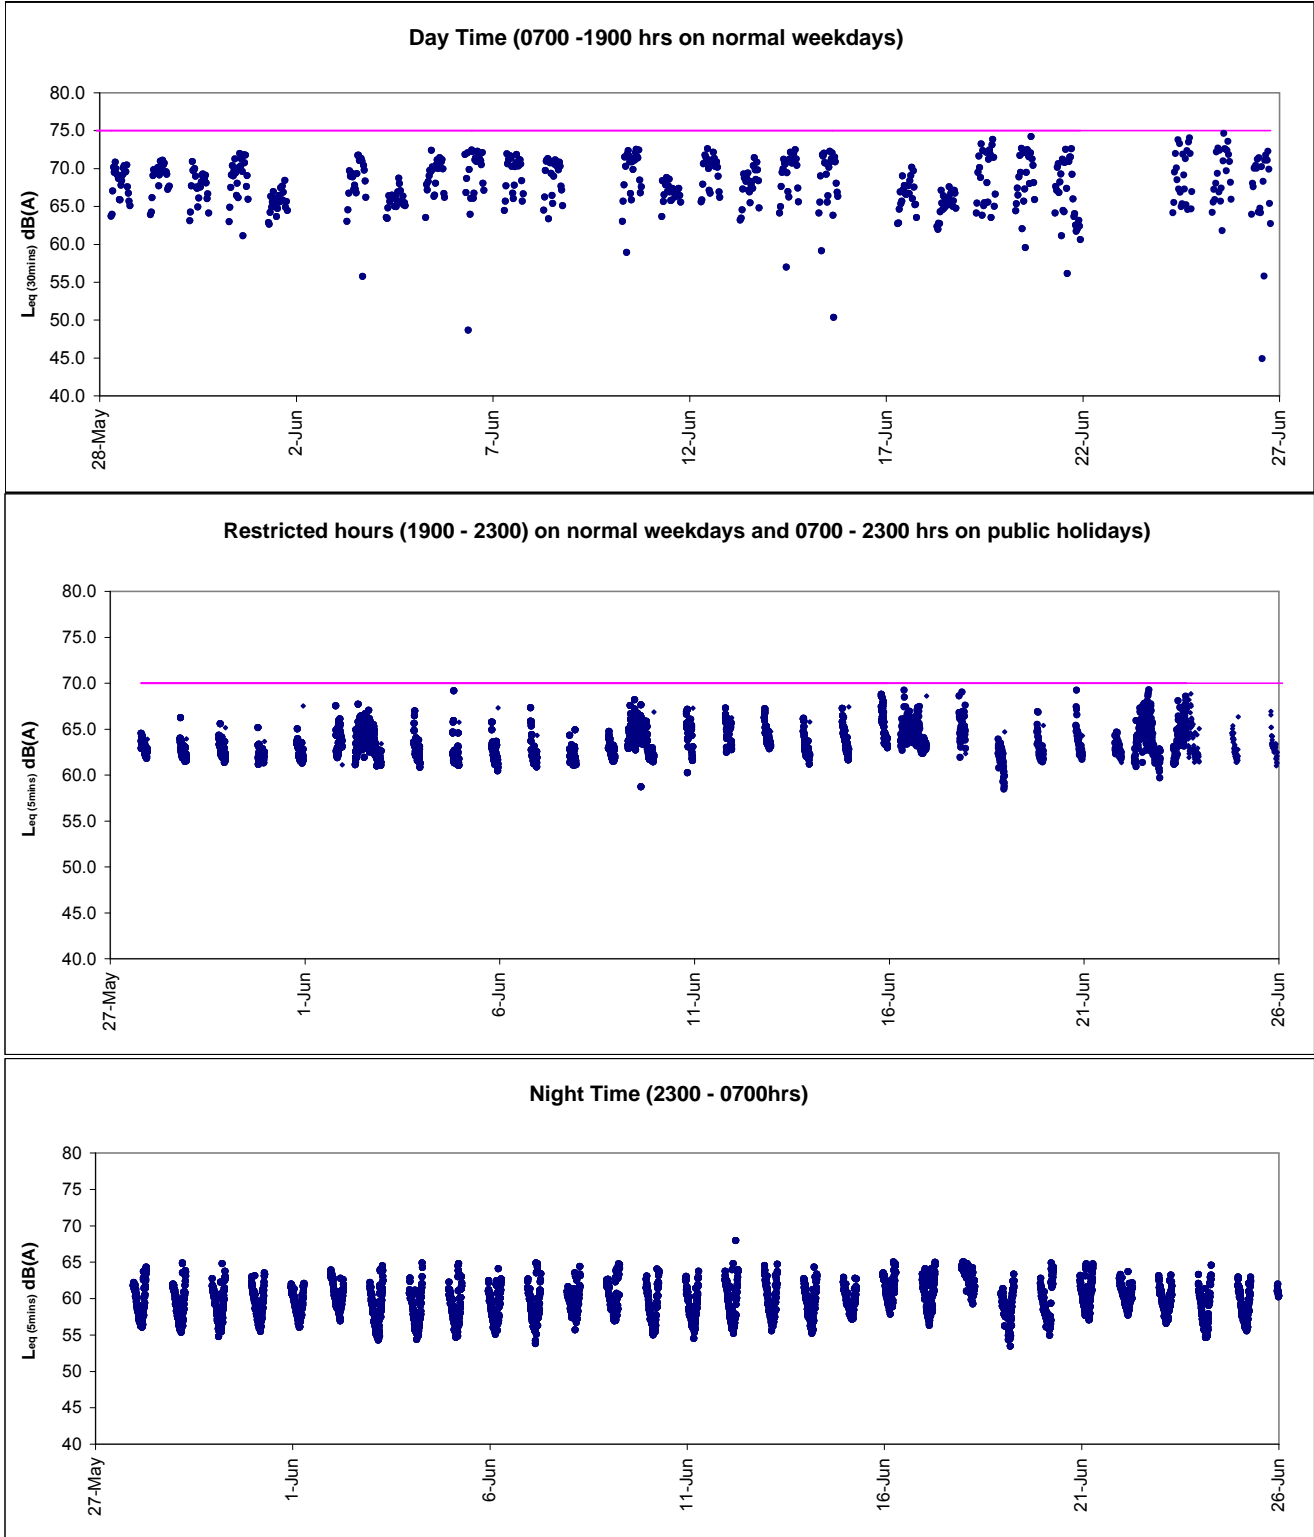 Day Time (0700 -1900 hrs on normal weekdays)
Leq (30mins) dB(A)
80.0
75.0
70.0
65.0
60.0
55.0
50.0
45.0
40.0
28-May
2-Jun
7-Jun
12-Jun
17-Jun
22-Jun
27-Jun
Restricted hours (1900 - 2300) on normal weekdays and 0700 - 2300 hrs on public holidays)
Leq (5mins) dB(A)
80.0
75.0
70.0
65.0
60.0
55.0
50.0
45.0
40.0
27-May
1-Jun
6-Jun
11-Jun
16-Jun
21-Jun
26-Jun
Night Time (2300 - 0700hrs)
Leq (5mins) dB(A)
80
75
70
65
60
55
50
45
40
27-May
1-Jun
6-Jun
11-Jun
16-Jun
21-Jun
26-Jun